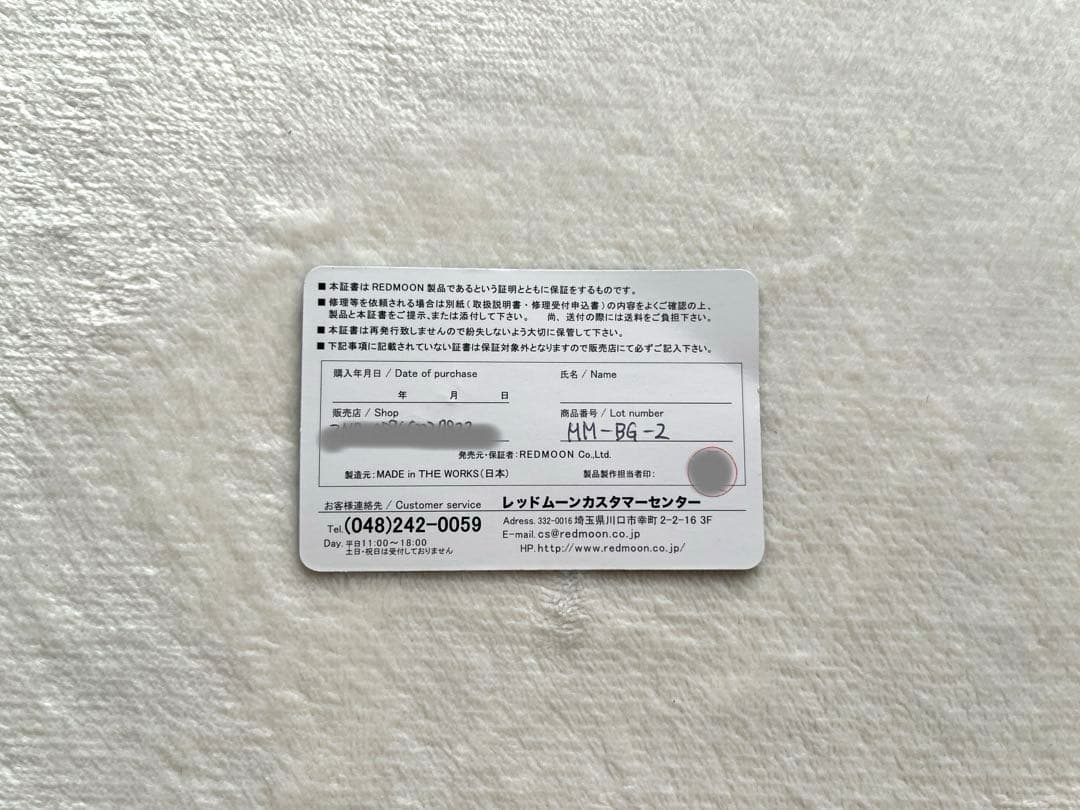 ■ 本証書は REDMOON 製品であるという証明とともに保証をするものです。
■ 修理等を依頼される場合は別紙（取扱説明書・修理受付申込書）の内容をよくご確認の上、
製品と本証書をご提示、または添付して下さい。 尚、送付の際には送料をご負担下さい。
■ 本証書は再発行致しませんので紛失しないよう大切に保管して下さい。
■ 下記事項に記載されていない証書は保証対象外となりますので販売店にて必ずご記入下さい。
購入年月日 / Date of purchase
氏名 / Name
年 月 日
販売店 / Shop
商品番号 / Lot number
MM-BG-2
発売元・保証者：REDMOON Co.,Ltd.
製造元：MADE in THE WORKS（日本）
製品製作担当者印：
お客様連絡先 / Customer service レッドムーンカスタマーセンター
Tel.(048)242-0059
Adress. 332-0016 埼玉県川口市幸町 2-2-16 3F
Day. 平日11:00～18:00
土日・祝日は受付しておりません
E-mail. cs@redmoon.co.jp
HP. http://www.redmoon.co.jp/